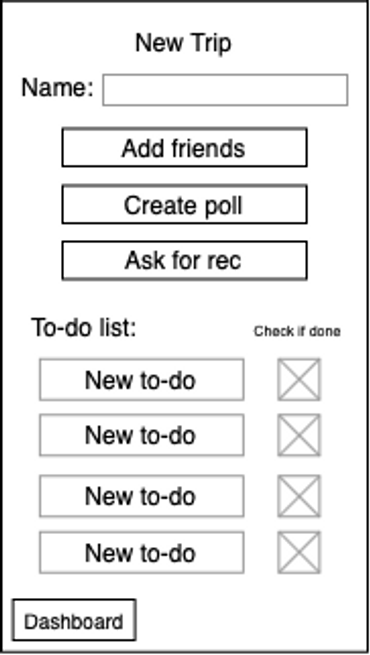 New Trip
Name:
Add friends
Create poll
Ask for rec
To-do list:
Check if done
New to-do
New to-do
New to-do
New to-do
Dashboard